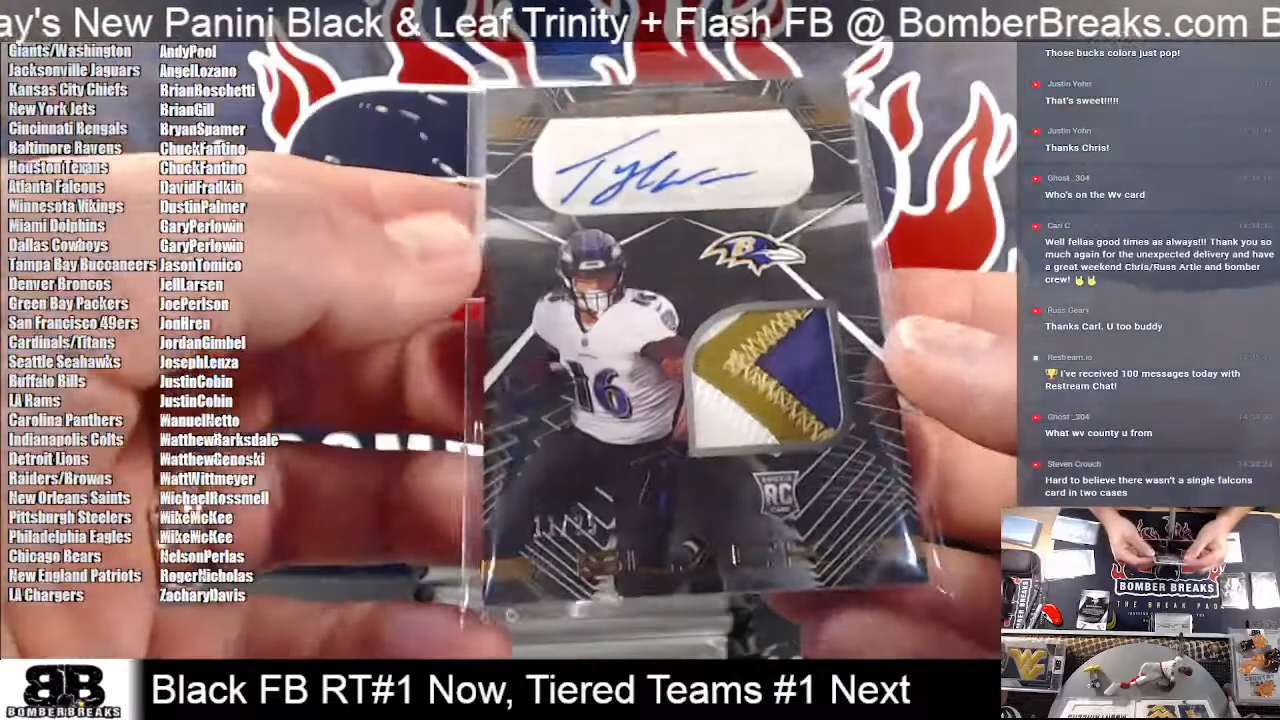 ay's New Panini Black & Leaf Trinity + Flash FB @ BomberBreaks.com B
Giants/Washington AndyPool
Jacksonville Jaguars AngelLozano
Kansas City Chiefs BrianBoschetti
New York Jets BrianGill
Cincinnati Bengals BryanSpamer
Baltimore Ravens ChuckFantino
Houston Texans ChuckFantino
Atlanta Falcons DavidFradkin
Minnesota Vikings DustinPalmer
Miami Dolphins GaryPerlowin
Dallas Cowboys GaryPerlowin
Tampa Bay Buccaneers JasonTomico
Denver Broncos JeffLarsen
Green Bay Packers JoePerlson
San Francisco 49ers JonHren
Cardinals/Titans JordanGimbel
Seattle Seahawks JosephLenza
Buffalo Bills JustinCohin
LA Rams JustinCohin
Carolina Panthers ManuelNetto
Indianapolis Colts MatthewBarksdale
Detroit Lions MatthewGenoski
Raiders/Browns MattWittmeyer
New Orleans Saints MichaelRossmell
Pittsburgh Steelers MikeMcKee
Philadelphia Eagles MikeMcKee
Chicago Bears NelsonPerlas
New England Patriots RogerNicholas
LA Chargers ZacharyDavis
Tyler
B
16
RC
Those bucks colors just pop!
Justin Yohn
That's sweet!!!!!
Justin Yohn
Thanks Chris!
Ghost_304
Who's on the Wv card
Carl C
Well fellas good times as always!!! Thank you so
much again for the unexpected delivery and have
a great weekend Chris/Russ Artie and bomber
crew! 🤘🤘
Russ Gears
Thanks Carl. U too buddy
Restream.io
🏆 I've received 100 messages today with
Restream Chat!
Ghost_304
What wv county u from
Steven Crouch
Hard to believe there wasn't a single falcons
card in two cases
BOMBER BREAKS
THE BREAK PAD
WV
BOMBERBREAKS
Black FB RT#1 Now, Tiered Teams #1 Next